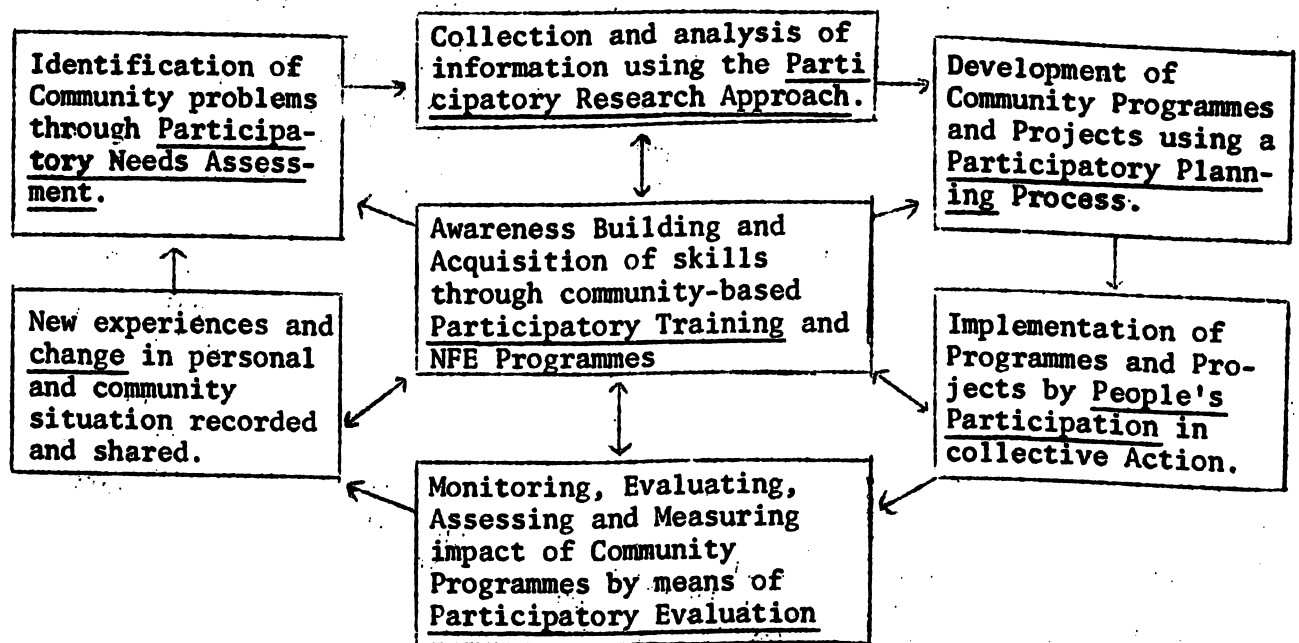 Identification of
Community problems
through Participa-
tory Needs Assess-
ment.
Collection and analysis of
information using the Parti
cipatory Research Approach.
Development of
Community Programmes
and Projects using a
Participatory Plann-
ing Process.
Awareness Building and
Acquisition of skills
through community-based
Participatory Training and
NFE Programmes
New experiences and
change in personal
and community
situation recorded
and shared.
Implementation of
Programmes and Pro-
jects by People's
Participation in
collective Action.
Monitoring, Evaluating,
Assessing and Measuring
impact of Community
Programmes by means of
Participatory Evaluation